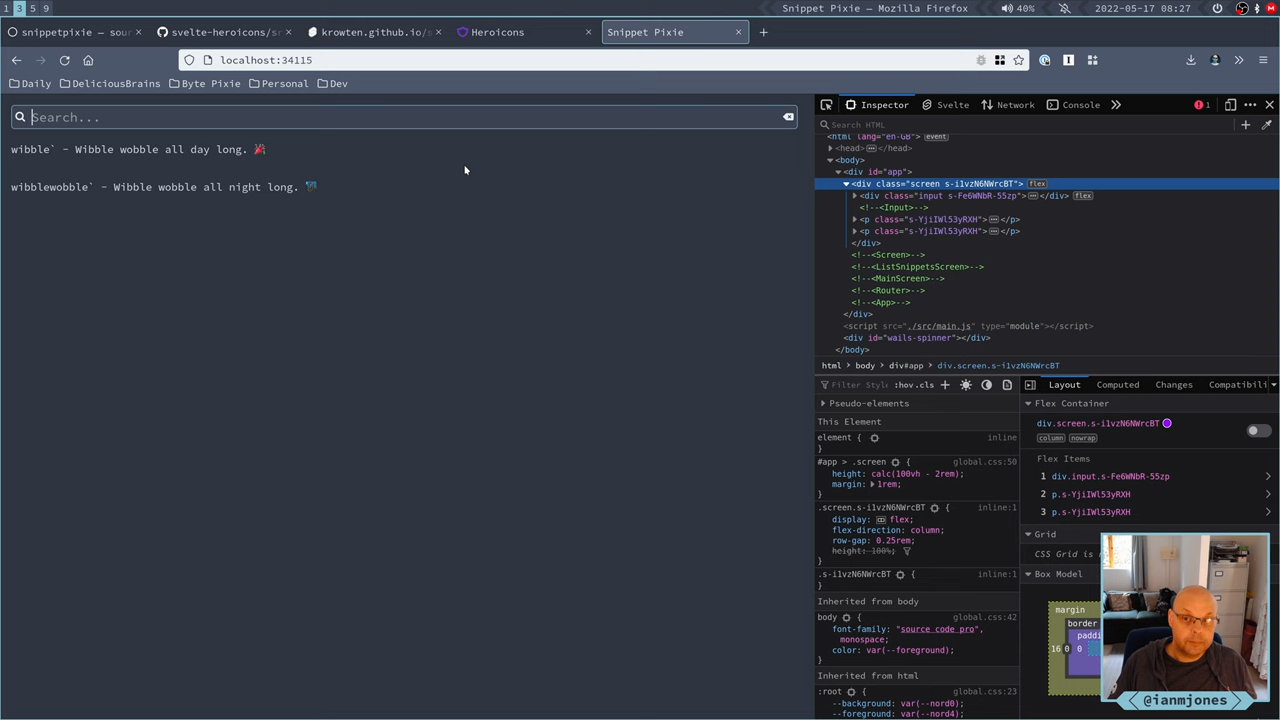 1 3 5 9
Snippet Pixie — Mozilla Firefox
40%
2022-05-17 08:27
snippetpixie — sour
svelte-heroicons/sr
krowten.github.io/s
Heroicons
Snippet Pixie
localhost:34115
Daily
DeliciousBrains
Byte Pixie
Personal
Dev
Search...
wibble` - Wibble wobble all day long. 🎉
wibblewobble` - Wibble wobble all night long.
Inspector
Svelte
Network
Console
1
Search HTML
<html lang="en-GB"> event
<head> </head>
<body>
<div id="app">
<div class="screen s-i1vzN6NWrcBT"> flex
<div class="input s-Fe6WNbR-55zp"> </div> flex
<!--<Input>-->
<p class="s-YjiIWl53yRXH"> </p>
<p class="s-YjiIWl53yRXH"> </p>
</div>
<!--<Screen>-->
<!--<ListSnippetsScreen>-->
<!--<MainScreen>-->
<!--<Router>-->
<!--<App>-->
</div>
<script src="./src/main.js" type="module"></script>
<div id="wails-spinner"></div>
</body>
html body div#app div.screen.s-i1vzN6NWrcBT
Filter Style :hov .cls +
Pseudo-elements
This Element
element { inline
}
#app > .screen { global.css:50
height: calc(100vh - 2rem);
margin: 1rem;
}
.screen.s-i1vzN6NWrcBT { inline:1
display: flex;
flex-direction: column;
row-gap: 0.25rem;
height: 100%;
}
.s-i1vzN6NWrcBT { inline:1
}
Inherited from body
body { global.css:42
font-family: "source code pro",
monospace;
color: var(--foreground);
}
Inherited from html
:root { global.css:23
--background: var(--nord0);
--foreground: var(--nord4);
Layout
Computed
Changes
Compatibili
Flex Container
div.screen.s-i1vzN6NWrcBT
column nowrap
Flex Items
1 div.input.s-Fe6WNbR-55zp
2 p.s-YjiIWl53yRXH
3 p.s-YjiIWl53yRXH
Grid
CSS Grid is
Box Model
margin
border
paddi
16 0 0
@ianmjones